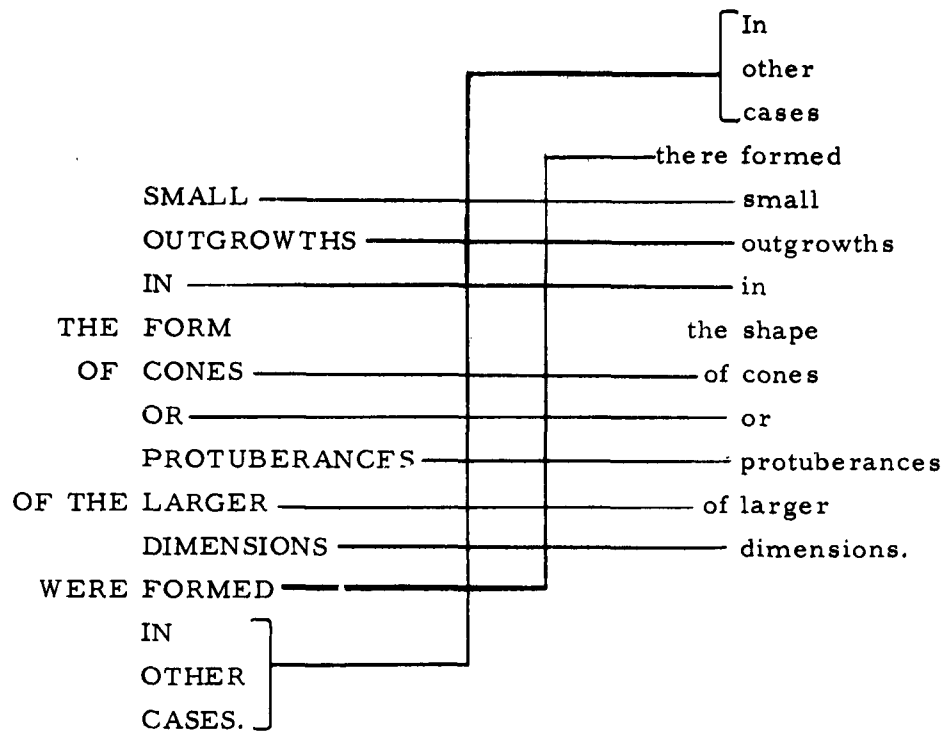 In
other
cases
there formed
SMALL small
OUTGROWTHS outgrowths
IN in
THE FORM the shape
OF CONES of cones
OR or
PROTUBERANCES protuberances
OF THE LARGER of larger
DIMENSIONS dimensions.
WERE FORMED
IN
OTHER
CASES.